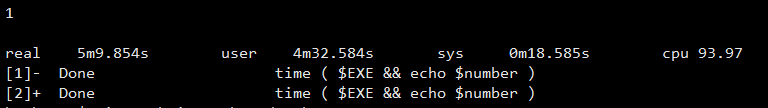 1
real    5m9.854s        user    4m32.584s       sys     0m18.585s       cpu 93.97
[1]-  Done                    time ( $EXE && echo $number )
[2]+  Done                    time ( $EXE && echo $number )